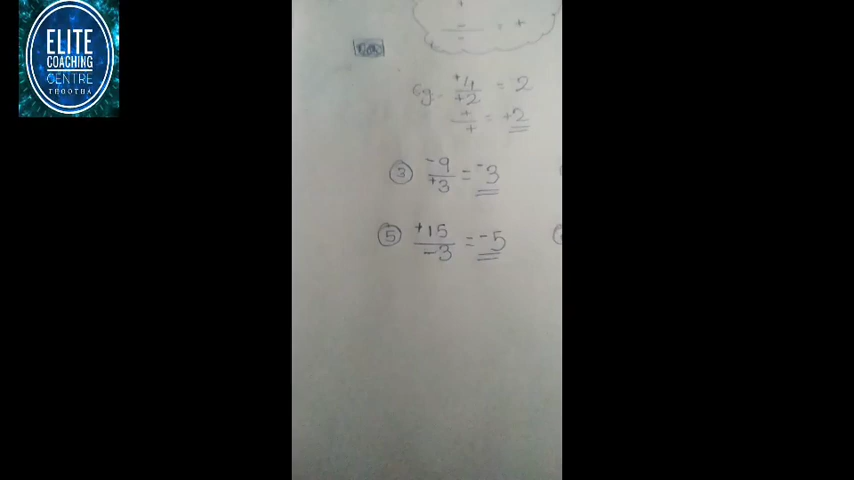 ELITE
COACHING
CENTRE
THOOTHA
-
- = +
Eg:- +4/+2 = 2
+/+ = +2
③ -9/+3 = -3
⑤ +15/-3 = -5